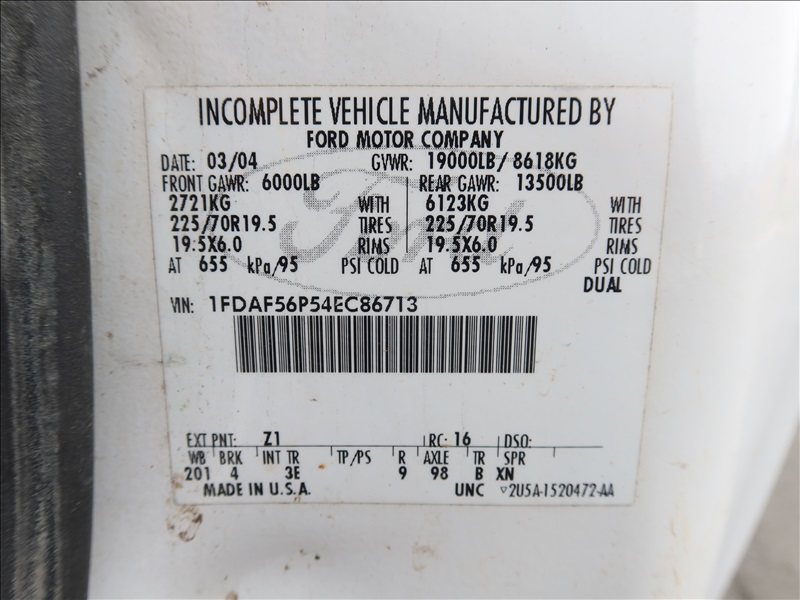 INCOMPLETE VEHICLE MANUFACTURED BY
FORD MOTOR COMPANY
DATE: 03/04 GVWR: 19000LB/ 8618KG
FRONT GAWR: 6000LB REAR GAWR: 13500LB
2721KG WITH 6123KG WITH
225/70R19.5 TIRES 225/70R19.5 TIRES
19.5X6.0 RIMS 19.5X6.0 RIMS
AT 655 kPa/95 PSI COLD AT 655 kPa/95 PSI COLD
DUAL
VIN: 1FDAF56P54EC86713
EXT PNT: Z1 RC: 16 DSO:
WB BRK INT TR TP/PS R AXLE TR SPR
201 4 3E 9 98 B XN
MADE IN U.S.A. UNC ▽2U5A-1520472-AA
Ford